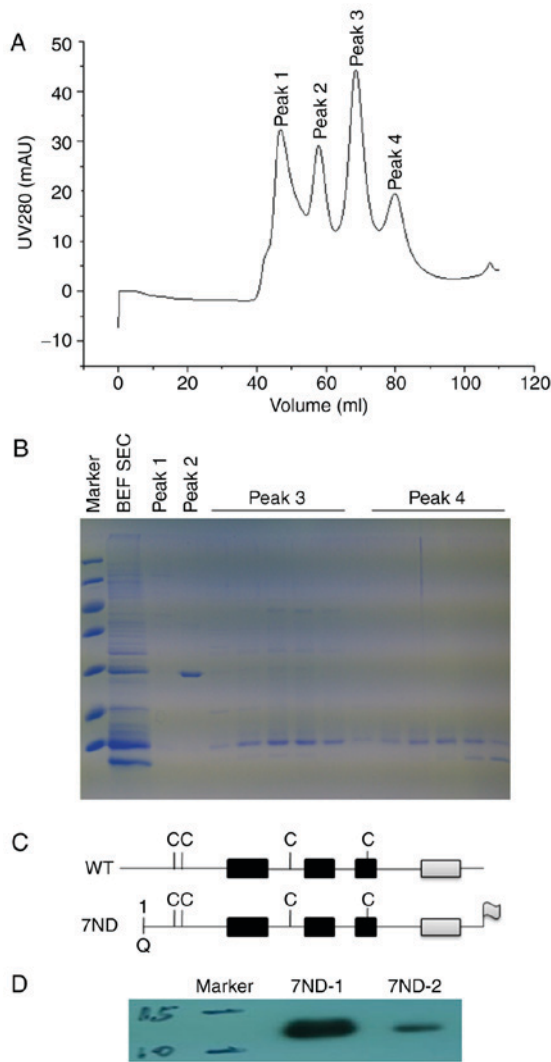 A
Peak 1
Peak 2
Peak 3
Peak 4
50
40
30
20
10
0
−10
UV280 (mAU)
0
20
40
60
80
100
120
Volume (ml)
B
Marker
BEF SEC
Peak 1
Peak 2
Peak 3
Peak 4
C
CC
C
C
WT
1
CC
C
C
7ND
Q
D
Marker
7ND-1
7ND-2